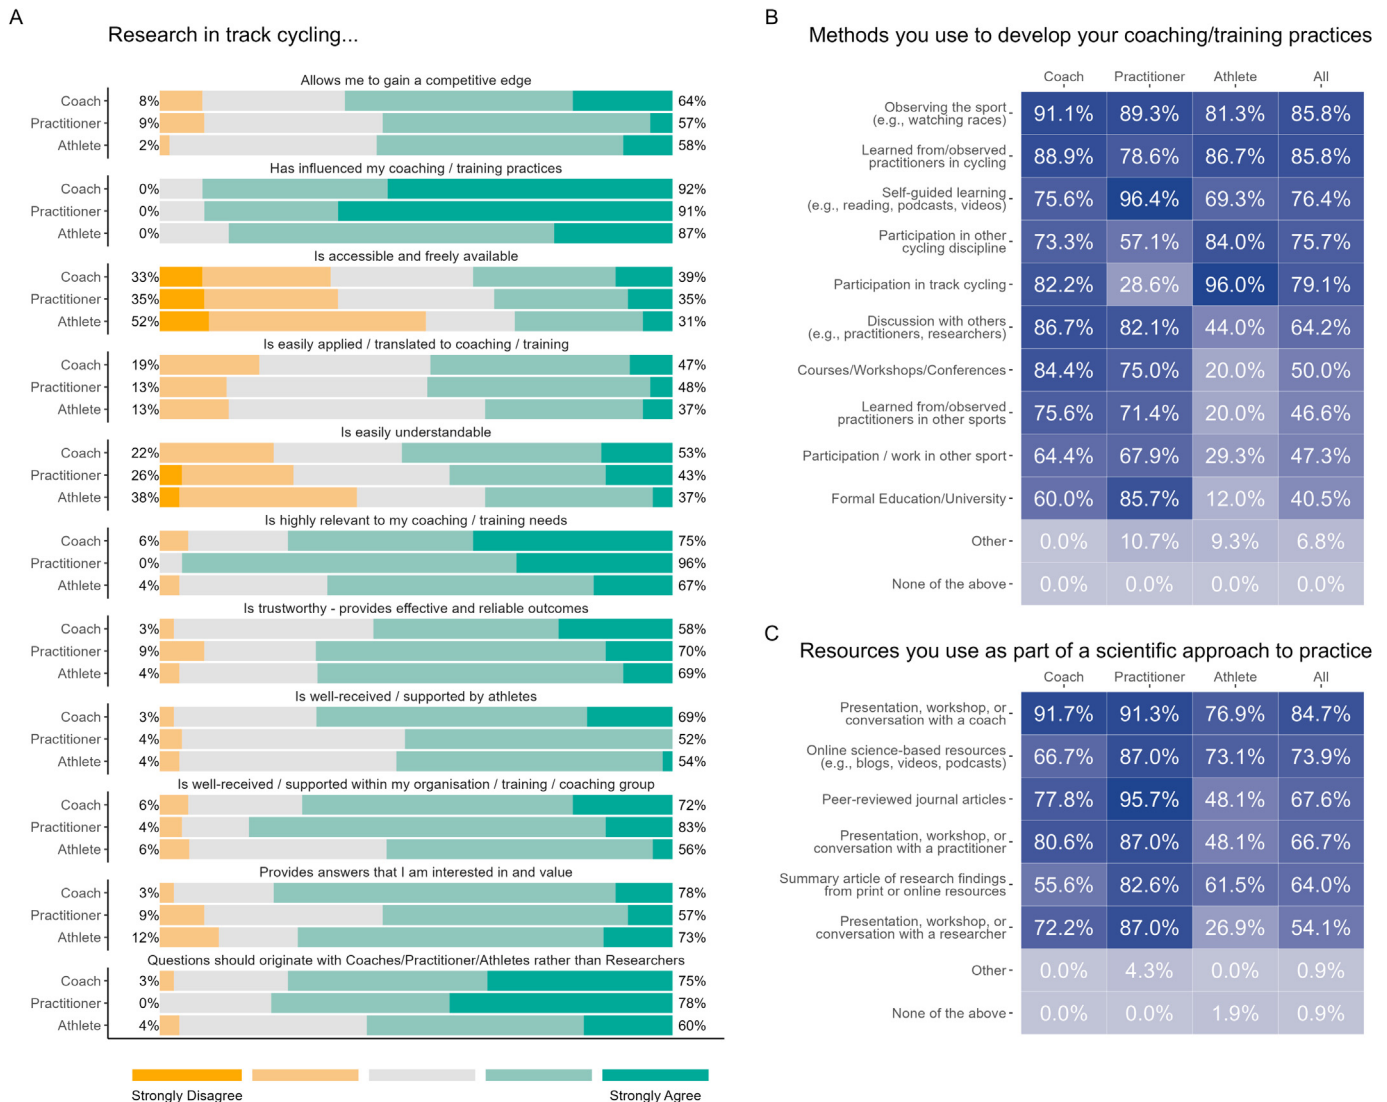 A
Research in track cycling...
Allows me to gain a competitive edge
Coach 8% 64%
Practitioner 9% 57%
Athlete 2% 58%
Has influenced my coaching / training practices
Coach 0% 92%
Practitioner 0% 91%
Athlete 0% 87%
Is accessible and freely available
Coach 33% 39%
Practitioner 35% 35%
Athlete 52% 31%
Is easily applied / translated to coaching / training
Coach 19% 47%
Practitioner 13% 48%
Athlete 13% 37%
Is easily understandable
Coach 22% 53%
Practitioner 26% 43%
Athlete 38% 37%
Is highly relevant to my coaching / training needs
Coach 6% 75%
Practitioner 0% 96%
Athlete 4% 67%
Is trustworthy - provides effective and reliable outcomes
Coach 3% 58%
Practitioner 9% 70%
Athlete 4% 69%
Is well-received / supported by athletes
Coach 3% 69%
Practitioner 4% 52%
Athlete 4% 54%
Is well-received / supported within my organisation / training / coaching group
Coach 6% 72%
Practitioner 4% 83%
Athlete 6% 56%
Provides answers that I am interested in and value
Coach 3% 78%
Practitioner 9% 57%
Athlete 12% 73%
Questions should originate with Coaches/Practitioner/Athletes rather than Researchers
Coach 3% 75%
Practitioner 0% 78%
Athlete 4% 60%
Strongly Disagree Strongly Agree
B
Methods you use to develop your coaching/training practices
Coach Practitioner Athlete All
Observing the sport
(e.g., watching races)
91.1% 89.3% 81.3% 85.8%
Learned from/observed
practitioners in cycling
88.9% 78.6% 86.7% 85.8%
Self-guided learning
(e.g., reading, podcasts, videos)
75.6% 96.4% 69.3% 76.4%
Participation in other
cycling discipline
73.3% 57.1% 84.0% 75.7%
Participation in track cycling 82.2% 28.6% 96.0% 79.1%
Discussion with others
(e.g., practitioners, researchers)
86.7% 82.1% 44.0% 64.2%
Courses/Workshops/Conferences 84.4% 75.0% 20.0% 50.0%
Learned from/observed
practitioners in other sports
75.6% 71.4% 20.0% 46.6%
Participation / work in other sport 64.4% 67.9% 29.3% 47.3%
Formal Education/University 60.0% 85.7% 12.0% 40.5%
Other 0.0% 10.7% 9.3% 6.8%
None of the above 0.0% 0.0% 0.0% 0.0%
C
Resources you use as part of a scientific approach to practice
Coach Practitioner Athlete All
Presentation, workshop, or
conversation with a coach
91.7% 91.3% 76.9% 84.7%
Online science-based resources
(e.g., blogs, videos, podcasts)
66.7% 87.0% 73.1% 73.9%
Peer-reviewed journal articles 77.8% 95.7% 48.1% 67.6%
Presentation, workshop, or
conversation with a practitioner
80.6% 87.0% 48.1% 66.7%
Summary article of research findings
from print or online resources
55.6% 82.6% 61.5% 64.0%
Presentation, workshop, or
conversation with a researcher
72.2% 87.0% 26.9% 54.1%
Other 0.0% 4.3% 0.0% 0.9%
None of the above 0.0% 0.0% 1.9% 0.9%